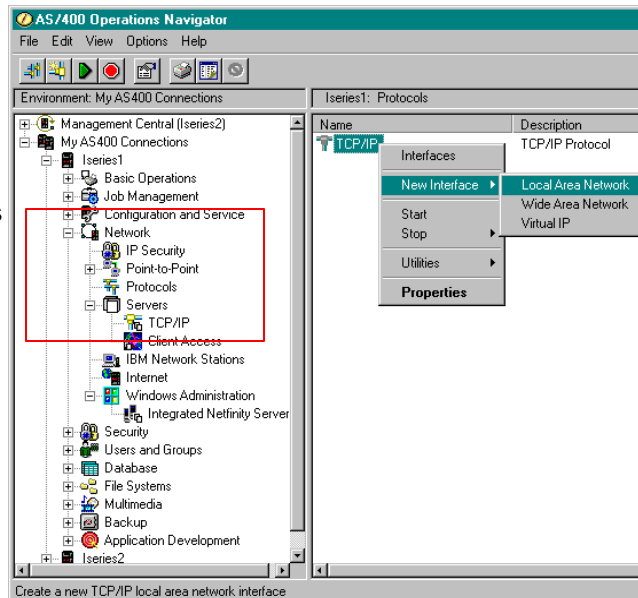 AS/400 Operations Navigator
File Edit View Options Help
Environment: My AS400 Connections
Iseries1: Protocols
Management Central (Iseries2)
My AS400 Connections
Iseries1
Basic Operations
Job Management
Configuration and Service
Network
IP Security
Point-to-Point
Protocols
Servers
TCP/IP
Client Access
IBM Network Stations
Internet
Windows Administration
Integrated Netfinity Server
Security
Users and Groups
Database
File Systems
Multimedia
Backup
Application Development
Iseries2
Name Description
TCP/IP TCP/IP Protocol
Interfaces
New Interface
Start
Stop
Utilities
Properties
Local Area Network
Wide Area Network
Virtual IP
s
Create a new TCP/IP local area network interface